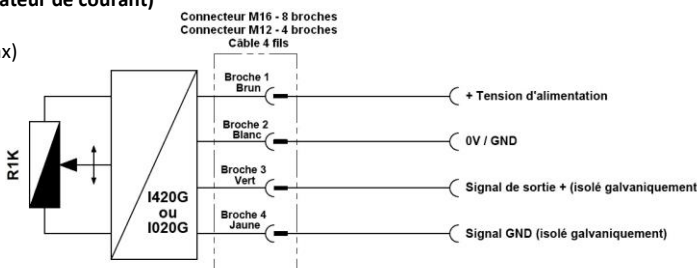 ateur de courant)
x)
Connecteur M16 - 8 broches
Connecteur M12 - 4 broches
Câble 4 fils
Broche 1
Brun
+ Tension d'alimentation
Broche 2
Blanc
0V / GND
R1K
Broche 3
Vert
Signal de sortie + (isolé galvaniquement
I420G
ou
I020G
Broche 4
Jaune
Signal GND (isolé galvaniquement)